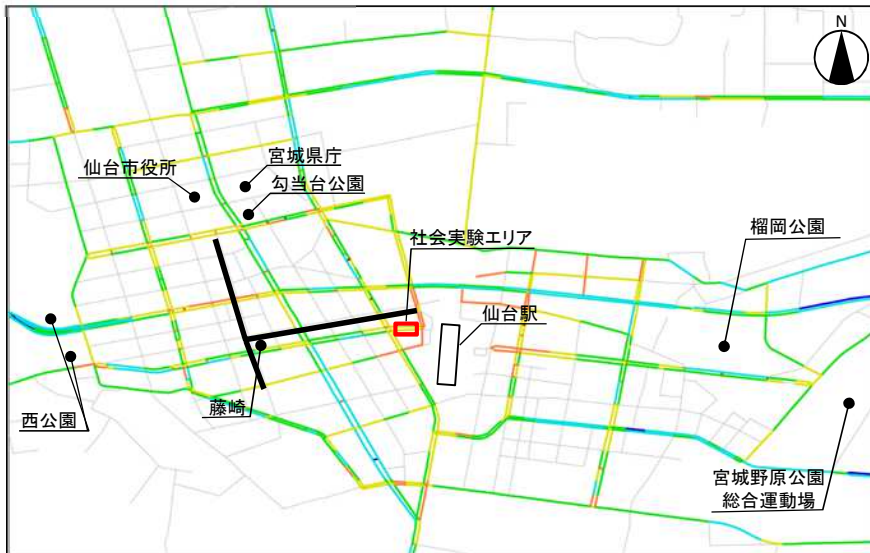 N
宮城県庁
仙台市役所
勾当台公園
社会実験エリア
榴岡公園
仙台駅
藤崎
西公園
宮城野原公園
総合運動場